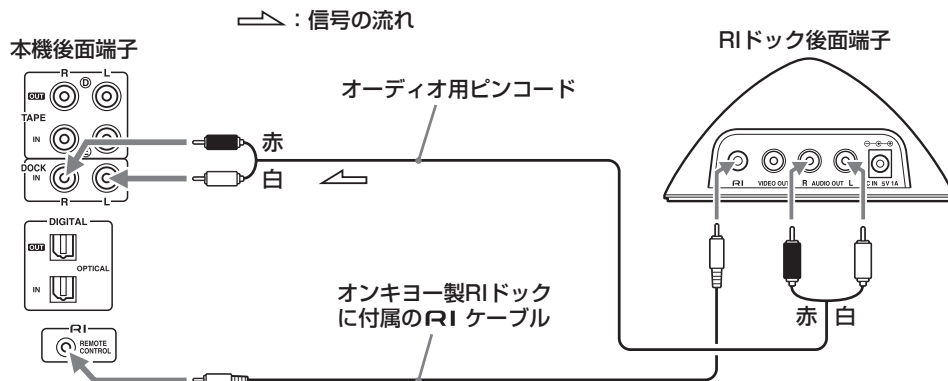 ：信号の流れ
本機後面端子
RIドック後面端子
R L
D
OUT
TAPE
IN
DOCK
IN
R L
オーディオ用ピンコード
赤
白
DIGITAL
OUT
OPTICAL
IN
RI
REMOTE
CONTROL
オンキヨー製RIドック
に付属のRI ケーブル
RI VIDEO OUT R AUDIO OUT L C IN 5V 1A
赤 白